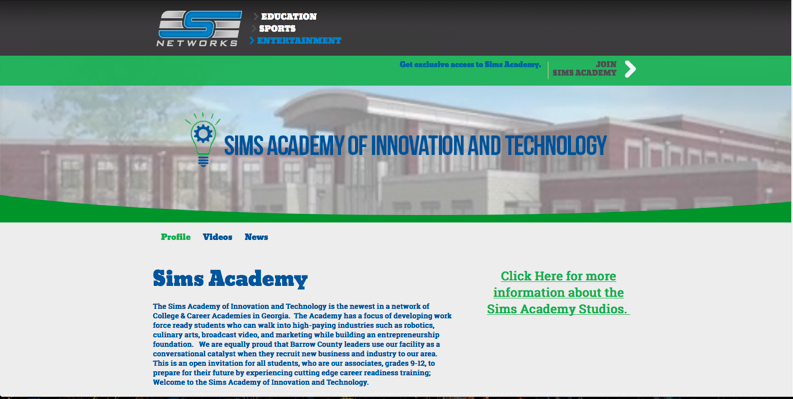 EDUCATION
SPORTS
ENTERTAINMENT
NETWORKS
Get exclusive access to Sims Academy.
JOIN
SIMS ACADEMY
SIMS ACADEMY OF INNOVATION AND TECHNOLOGY
Profile Videos News
Sims Academy
The Sims Academy of Innovation and Technology is the newest in a network of
College & Career Academies in Georgia. The Academy has a focus of developing work
force ready students who can walk into high-paying industries such as robotics,
culinary arts, broadcast video, and marketing while building an entrepreneurship
foundation. We are equally proud that Barrow County leaders use our facility as a
conversational catalyst when they recruit new business and industry to our area.
This is an open invitation for all students, who are our associates, grades 9-12, to
prepare for their future by experiencing cutting edge career readiness training;
Welcome to the Sims Academy of Innovation and Technology.
Click Here for more
information about the
Sims Academy Studios.